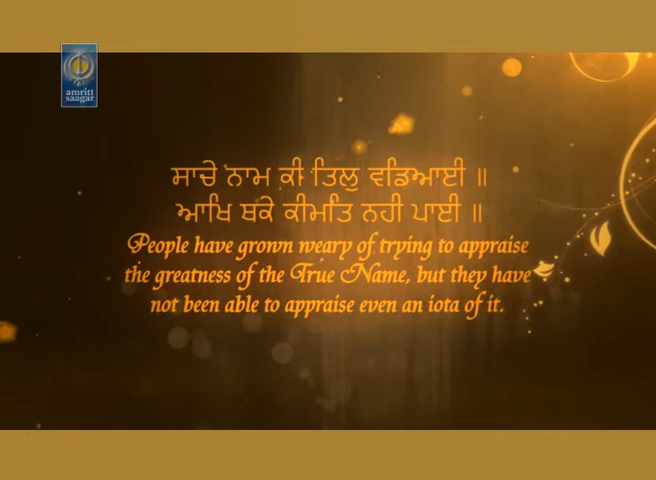 amritt
saagar
ਸਾਚੇ ਨਾਮ ਕੀ ਤਿਲੁ ਵਡਿਆਈ ॥
ਆਖਿ ਥਕੇ ਕੀਮਤਿ ਨਹੀ ਪਾਈ ॥
People have grown weary of trying to appraise
the greatness of the True Name, but they have
not been able to appraise even an iota of it.